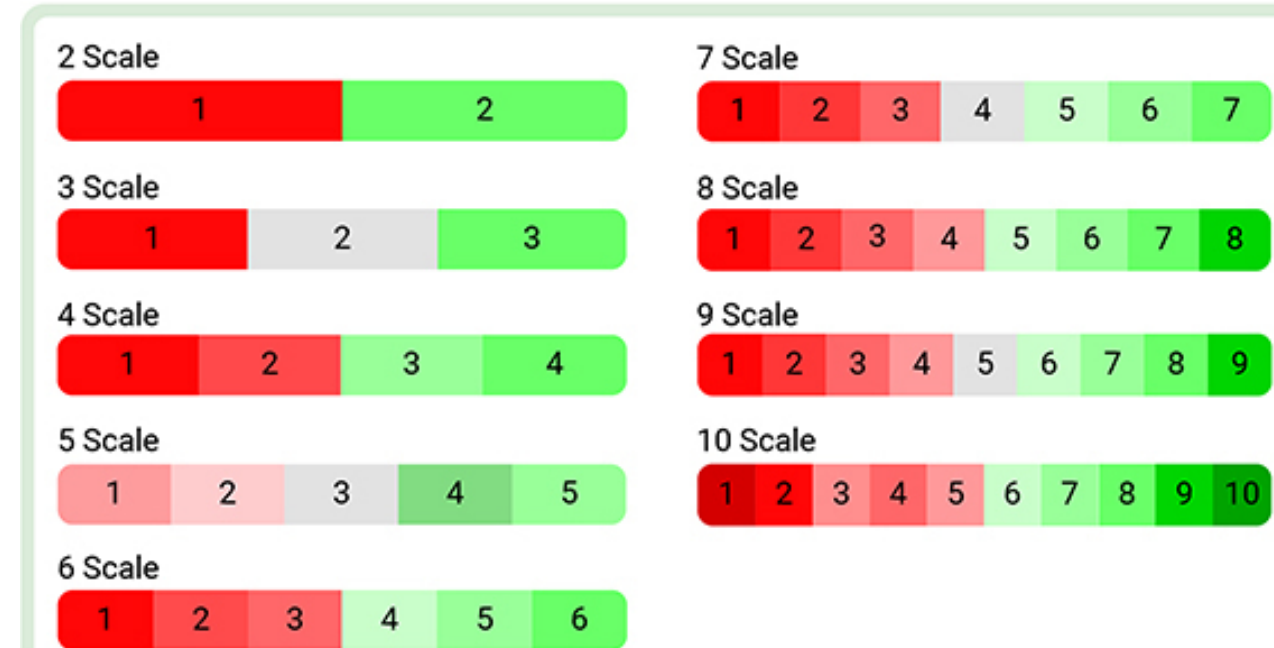 2 Scale
1 2
3 Scale
1 2 3
4 Scale
1 2 3 4
5 Scale
1 2 3 4 5
6 Scale
1 2 3 4 5 6
7 Scale
1 2 3 4 5 6 7
8 Scale
1 2 3 4 5 6 7 8
9 Scale
1 2 3 4 5 6 7 8 9
10 Scale
1 2 3 4 5 6 7 8 9 10